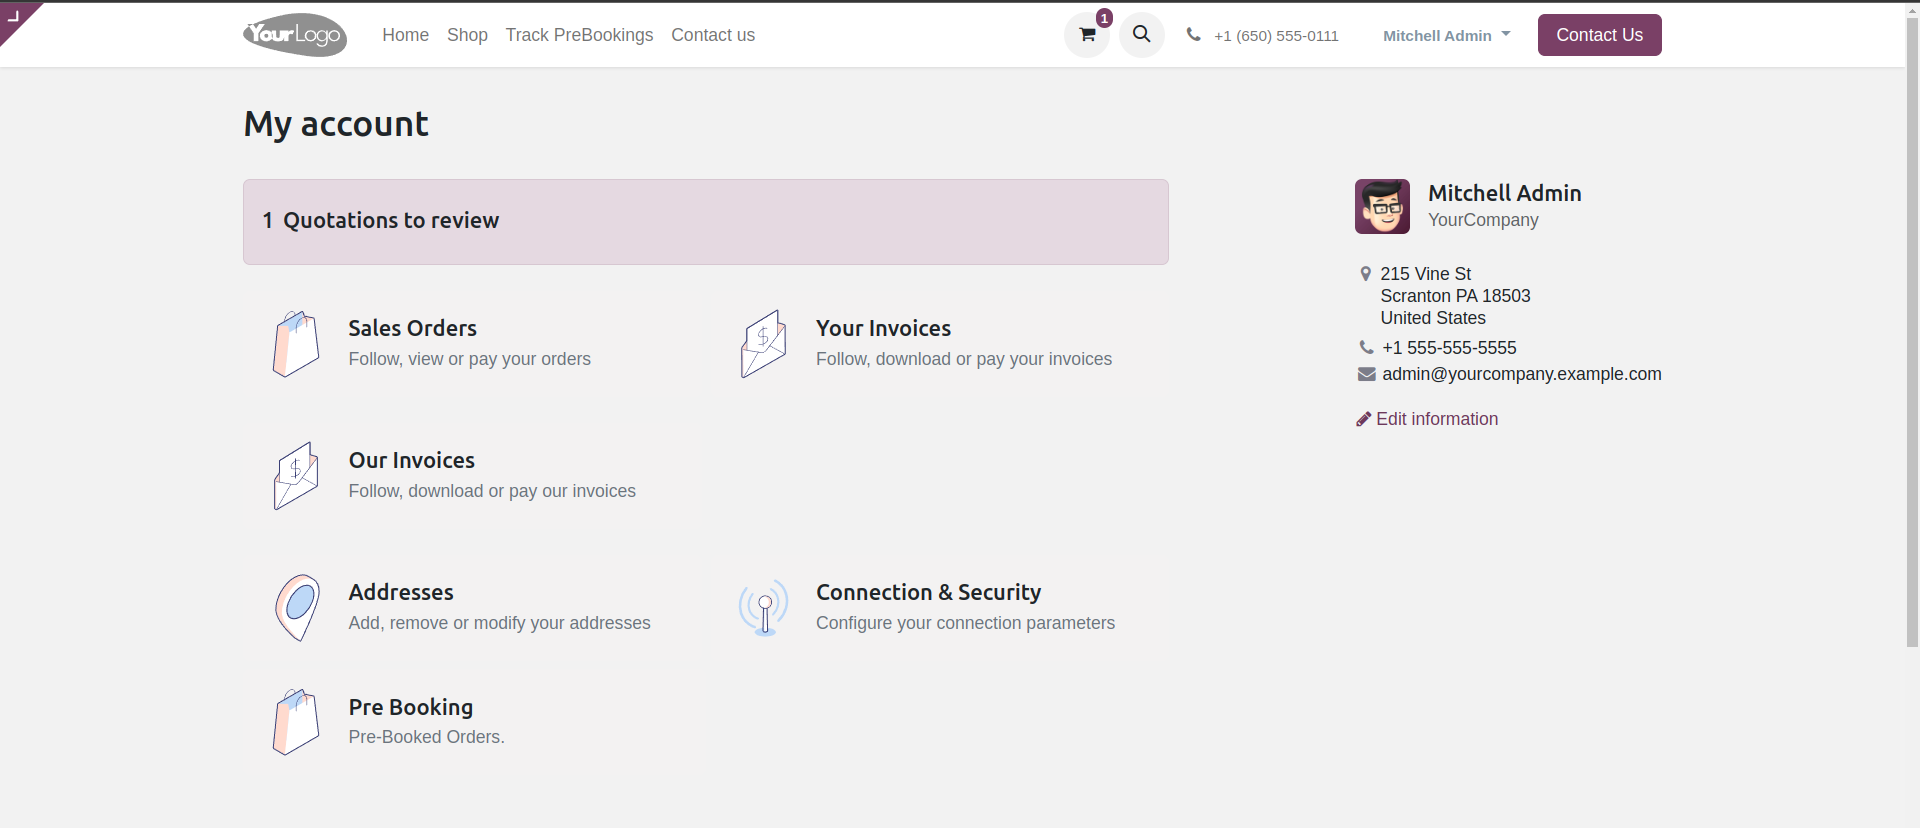 YourLogo
Home Shop Track PreBookings Contact us
1
+1 (650) 555-0111
Mitchell Admin
Contact Us
My account
1 Quotations to review
Sales Orders
Follow, view or pay your orders
Your Invoices
Follow, download or pay your invoices
Our Invoices
Follow, download or pay our invoices
Addresses
Add, remove or modify your addresses
Connection & Security
Configure your connection parameters
Pre Booking
Pre-Booked Orders.
Mitchell Admin
YourCompany
215 Vine St
Scranton PA 18503
United States
+1 555-555-5555
admin@yourcompany.example.com
Edit information